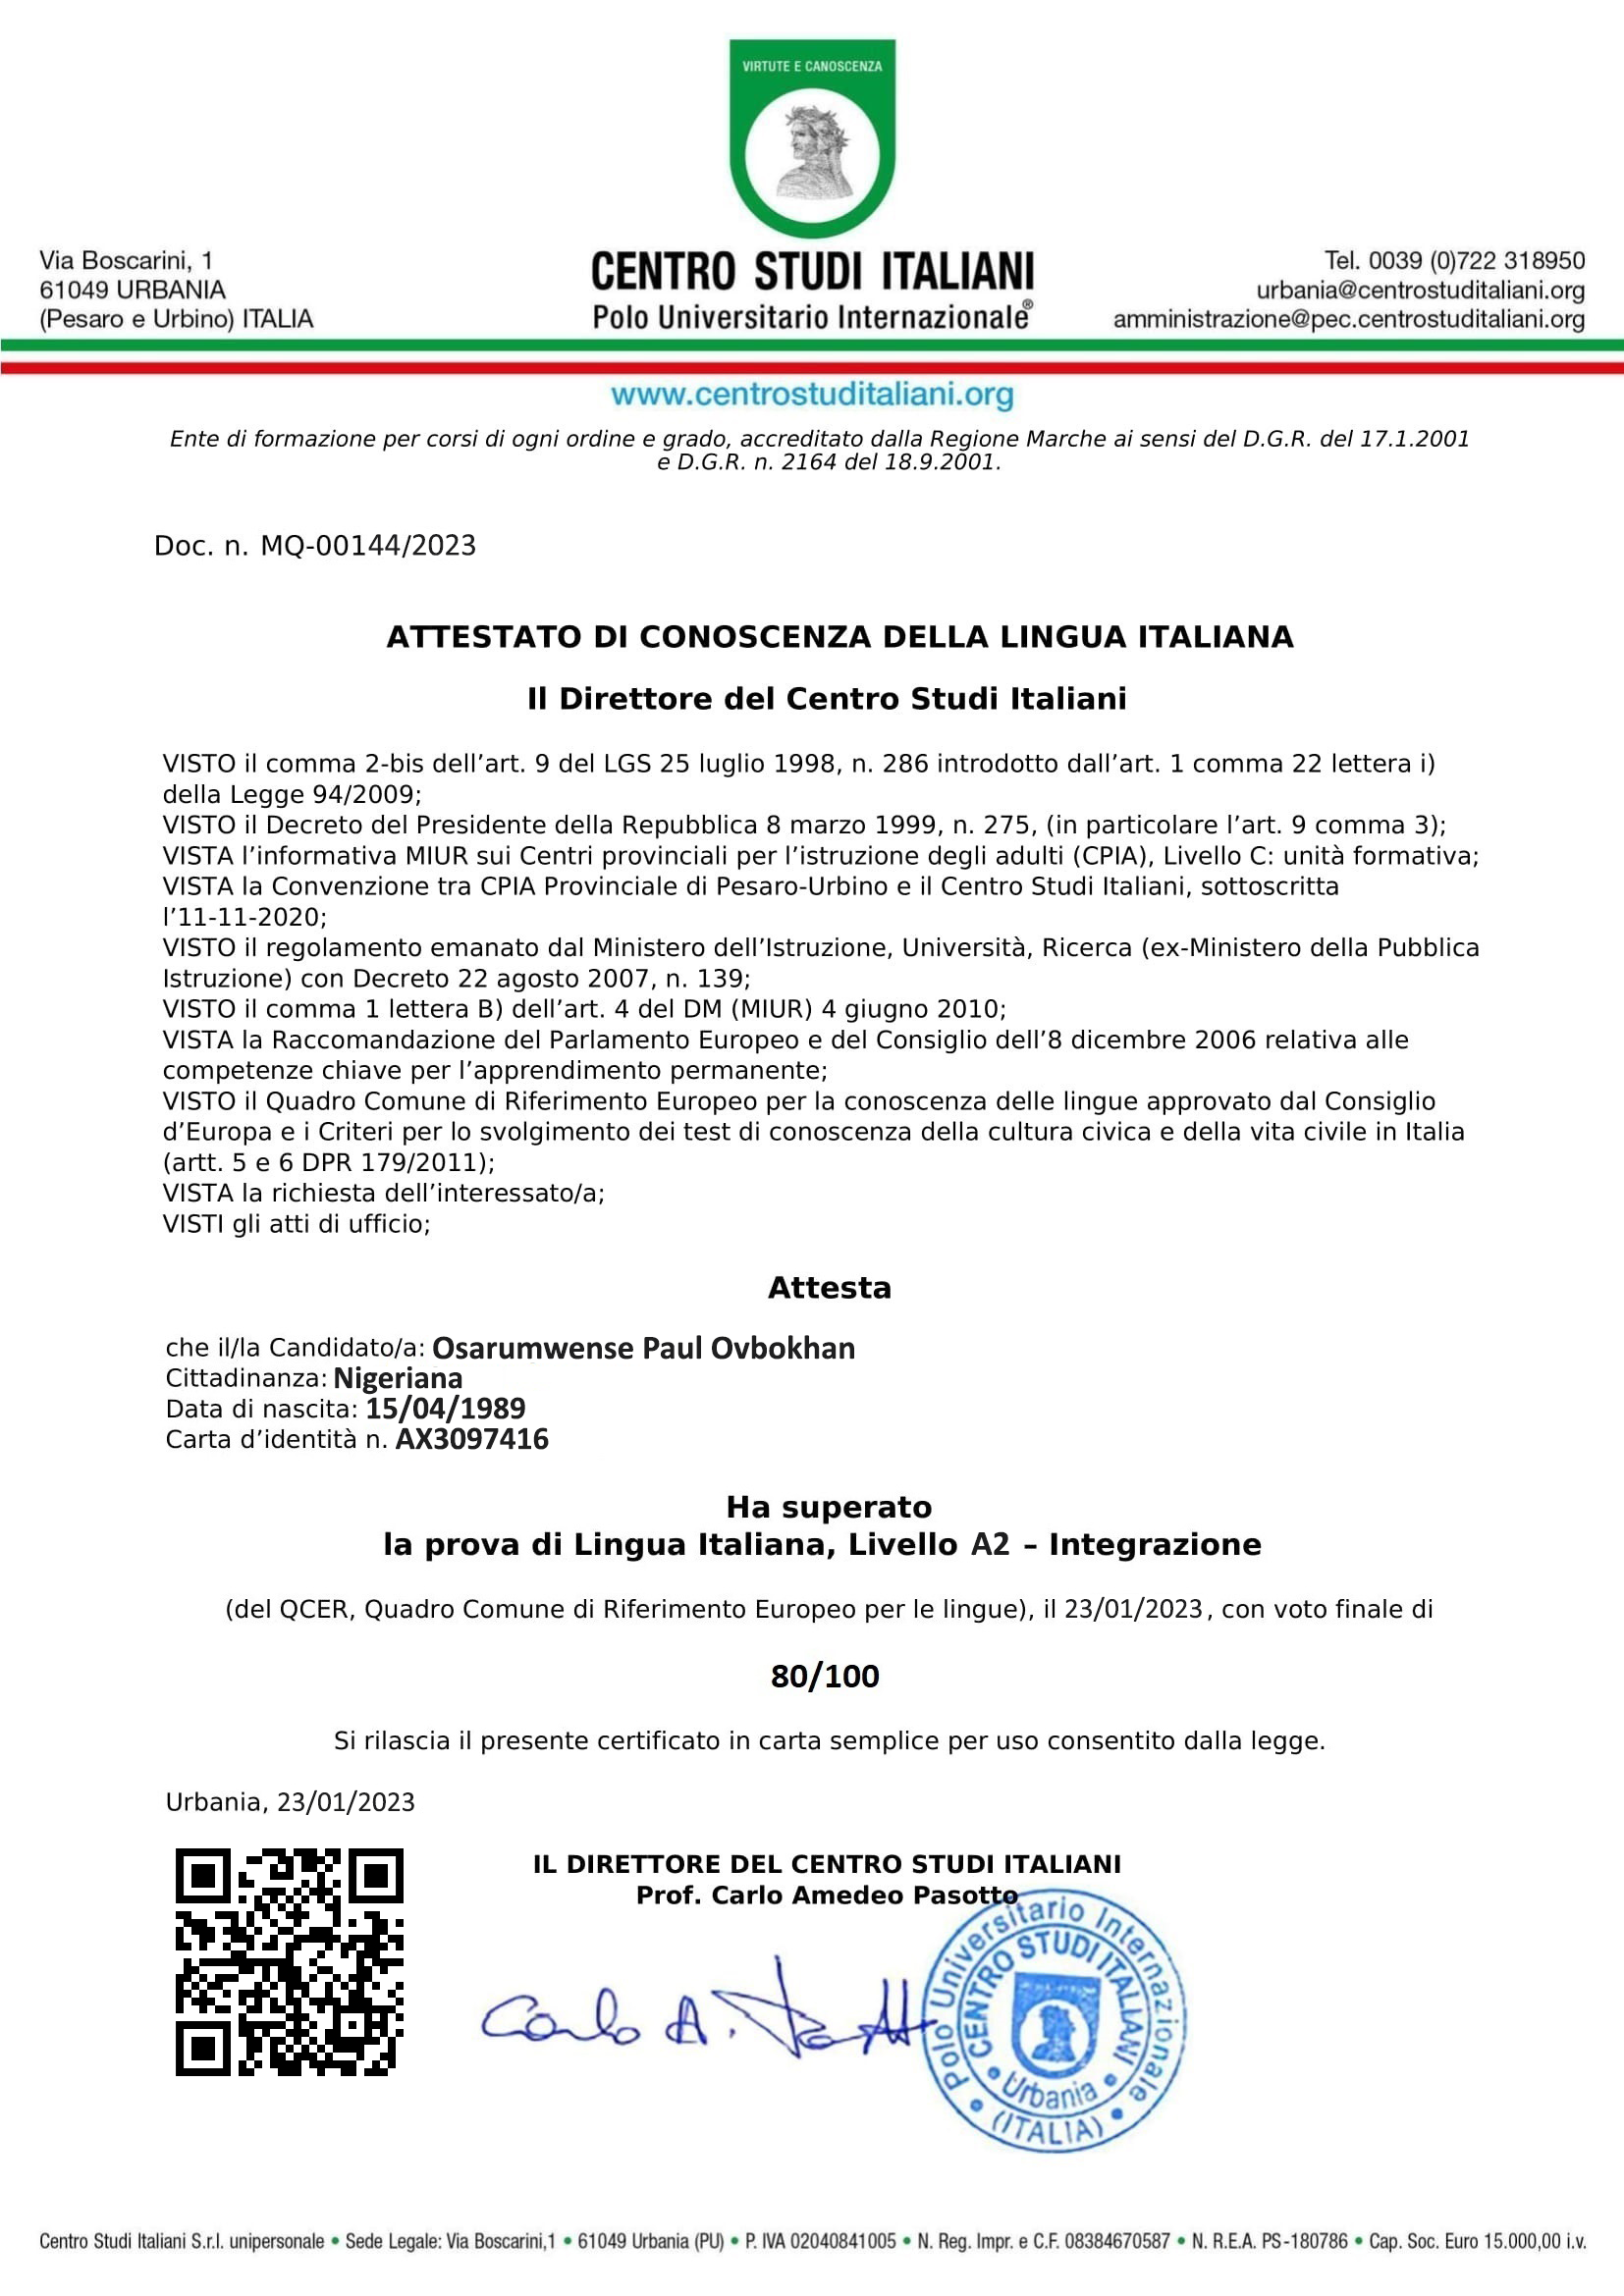 VIRTUTE E CANOSCENZA
Via Boscarini, 1
61049 URBANIA
(Pesaro e Urbino) ITALIA
CENTRO STUDI ITALIANI
Polo Universitario Internazionale®
Tel. 0039 (0)722 318950
urbania@centrostuditaliani.org
amministrazione@pec.centrostuditaliani.org
www.centrostuditaliani.org
Ente di formazione per corsi di ogni ordine e grado, accreditato dalla Regione Marche ai sensi del D.G.R. del 17.1.2001
e D.G.R. n. 2164 del 18.9.2001.
Doc. n. MQ-00144/2023
ATTESTATO DI CONOSCENZA DELLA LINGUA ITALIANA
Il Direttore del Centro Studi Italiani
VISTO il comma 2-bis dell’art. 9 del LGS 25 luglio 1998, n. 286 introdotto dall’art. 1 comma 22 lettera i)
della Legge 94/2009;
VISTO il Decreto del Presidente della Repubblica 8 marzo 1999, n. 275, (in particolare l’art. 9 comma 3);
VISTA l’informativa MIUR sui Centri provinciali per l’istruzione degli adulti (CPIA), Livello C: unità formativa;
VISTA la Convenzione tra CPIA Provinciale di Pesaro-Urbino e il Centro Studi Italiani, sottoscritta
l’11-11-2020;
VISTO il regolamento emanato dal Ministero dell’Istruzione, Università, Ricerca (ex-Ministero della Pubblica
Istruzione) con Decreto 22 agosto 2007, n. 139;
VISTO il comma 1 lettera B) dell’art. 4 del DM (MIUR) 4 giugno 2010;
VISTA la Raccomandazione del Parlamento Europeo e del Consiglio dell’8 dicembre 2006 relativa alle
competenze chiave per l’apprendimento permanente;
VISTO il Quadro Comune di Riferimento Europeo per la conoscenza delle lingue approvato dal Consiglio
d’Europa e i Criteri per lo svolgimento dei test di conoscenza della cultura civica e della vita civile in Italia
(artt. 5 e 6 DPR 179/2011);
VISTA la richiesta dell’interessato/a;
VISTI gli atti di ufficio;
Attesta
che il/la Candidato/a: Osarumwense Paul Ovbokhan
Cittadinanza: Nigeriana
Data di nascita: 15/04/1989
Carta d’identità n. AX3097416
Ha superato
la prova di Lingua Italiana, Livello A2 – Integrazione
(del QCER, Quadro Comune di Riferimento Europeo per le lingue), il 23/01/2023, con voto finale di
80/100
Si rilascia il presente certificato in carta semplice per uso consentito dalla legge.
Urbania, 23/01/2023
IL DIRETTORE DEL CENTRO STUDI ITALIANI
Prof. Carlo Amedeo Pasotto
Carlo A. Pasotto
Polo Universitario Internazionale • (ITALIA) •
CENTRO STUDI ITALIANI • Urbania •
Centro Studi Italiani S.r.l. unipersonale • Sede Legale: Via Boscarini,1 • 61049 Urbania (PU) • P. IVA 02040841005 • N. Reg. Impr. e C.F. 08384670587 • N. R.E.A. PS-180786 • Cap. Soc. Euro 15.000,00 i.v.